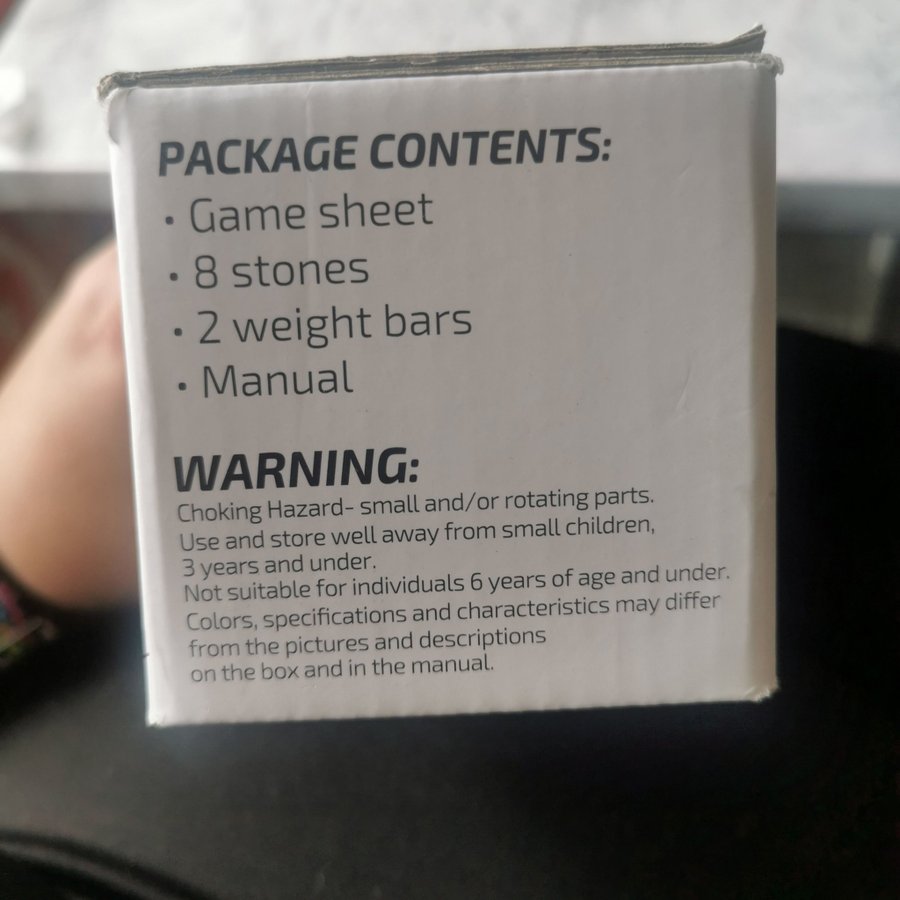 PACKAGE CONTENTS:
• Game sheet
• 8 stones
• 2 weight bars
• Manual
WARNING:
Choking Hazard- small and/or rotating parts.
Use and store well away from small children,
3 years and under.
Not suitable for individuals 6 years of age and under.
Colors, specifications and characteristics may differ
from the pictures and descriptions
on the box and in the manual.